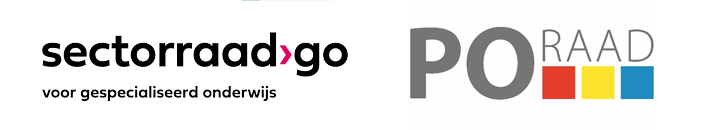 sectorraad›go
voor gespecialiseerd onderwijs
PO RAAD